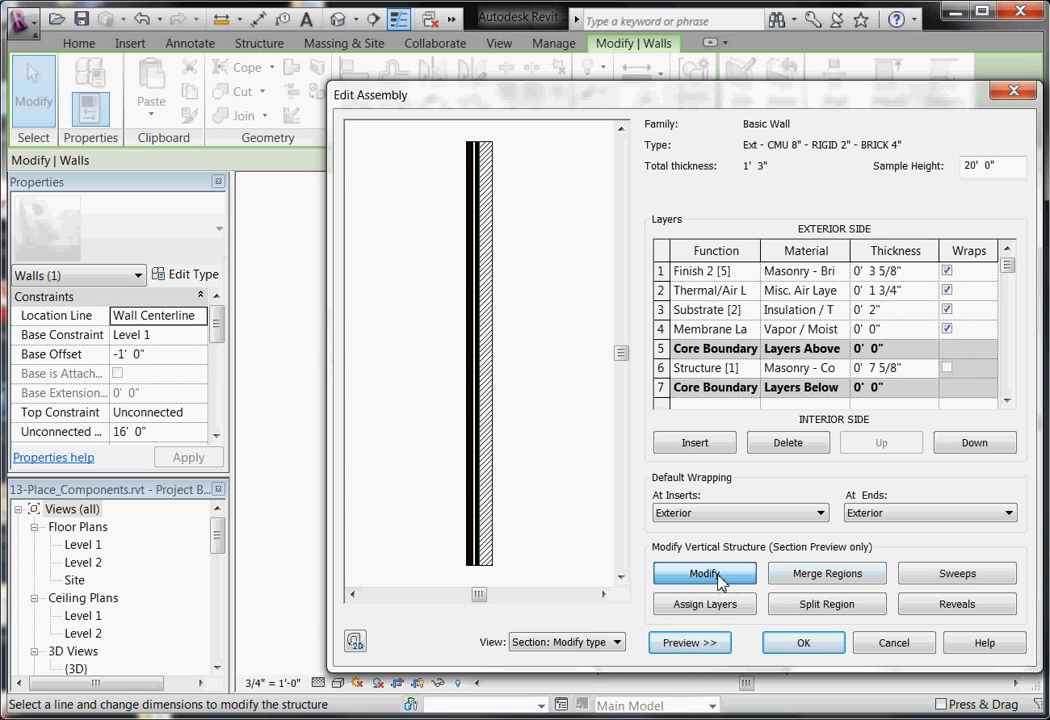 Autodesk Revit ...
Type a keyword or phrase
Home Insert Annotate Structure Massing & Site Collaborate View Manage Modify | Walls
Modify
Paste
Cope
Cut
Join
Select Properties Clipboard Geometry
Modify | Walls
Properties
Walls (1)
Edit Type
Constraints
Location Line Wall Centerline
Base Constraint Level 1
Base Offset -1' 0"
Base is Attach...
Base Extension... 0' 0"
Top Constraint Unconnected
Unconnected ... 16' 0"
Properties help
Apply
13-Place_Components.rvt - Project B...
Views (all)
Floor Plans
Level 1
Level 2
Site
Ceiling Plans
Level 1
Level 2
3D Views
{3D}
Edit Assembly
Family: Basic Wall
Type: Ext - CMU 8" - RIGID 2" - BRICK 4"
Total thickness: 1' 3" Sample Height: 20' 0"
Layers
EXTERIOR SIDE
Function Material Thickness Wraps
1 Finish 2 [5] Masonry - Bri 0' 3 5/8"
2 Thermal/Air L Misc. Air Laye 0' 1 3/4"
3 Substrate [2] Insulation / T 0' 2"
4 Membrane La Vapor / Moist 0' 0"
5 Core Boundary Layers Above 0' 0"
6 Structure [1] Masonry - Co 0' 7 5/8"
7 Core Boundary Layers Below 0' 0"
INTERIOR SIDE
Insert Delete Up Down
Default Wrapping
At Inserts: At Ends:
Exterior Exterior
Modify Vertical Structure (Section Preview only)
Modify Merge Regions Sweeps
Assign Layers Split Region Reveals
2D
View: Section: Modify type
Preview >> OK Cancel Help
3/4" = 1'-0"
Select a line and change dimensions to modify the structure
Main Model
Press & Drag